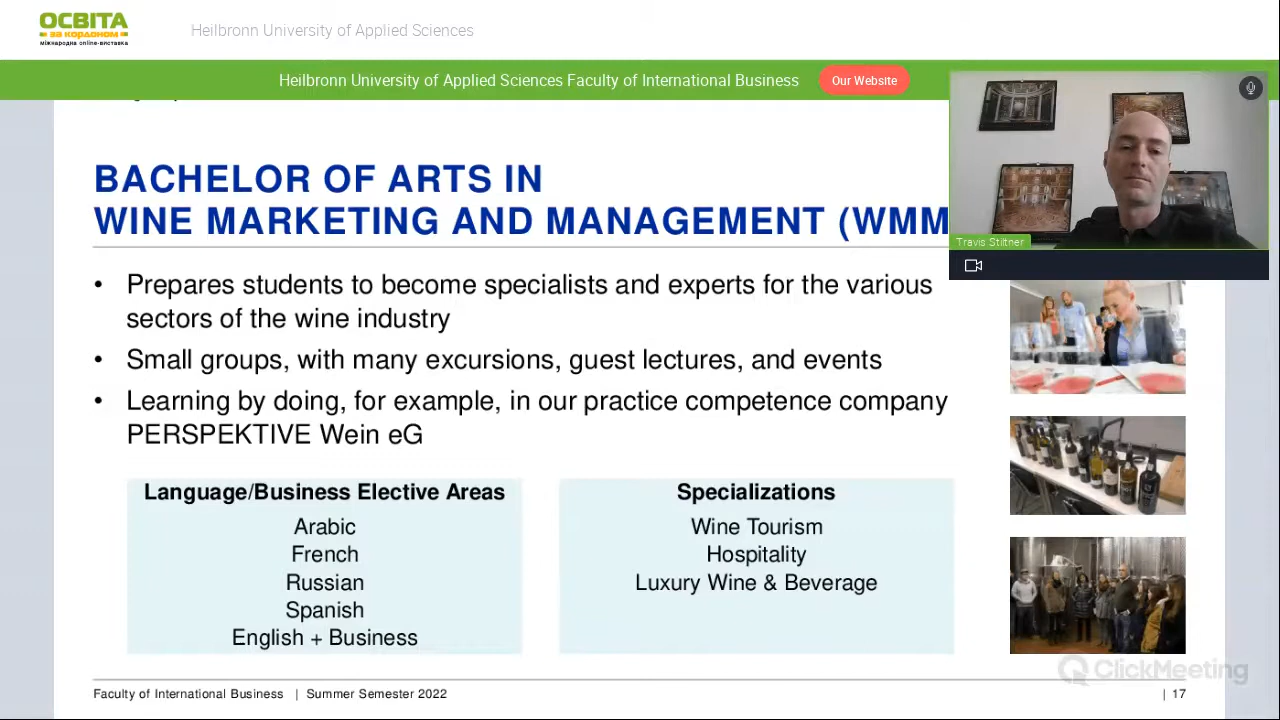 ОСВІТА
за кордоном
міжнародна online-виставка
Heilbronn University of Applied Sciences
Heilbronn University of Applied Sciences Faculty of International Business
Our Website
Travis Stiltner
BACHELOR OF ARTS IN
WINE MARKETING AND MANAGEMENT (WMM
• Prepares students to become specialists and experts for the various
sectors of the wine industry
• Small groups, with many excursions, guest lectures, and events
• Learning by doing, for example, in our practice competence company
PERSPEKTIVE Wein eG
Language/Business Elective Areas
Arabic
French
Russian
Spanish
English + Business
Specializations
Wine Tourism
Hospitality
Luxury Wine & Beverage
ClickMeeting
Faculty of International Business | Summer Semester 2022
| 17